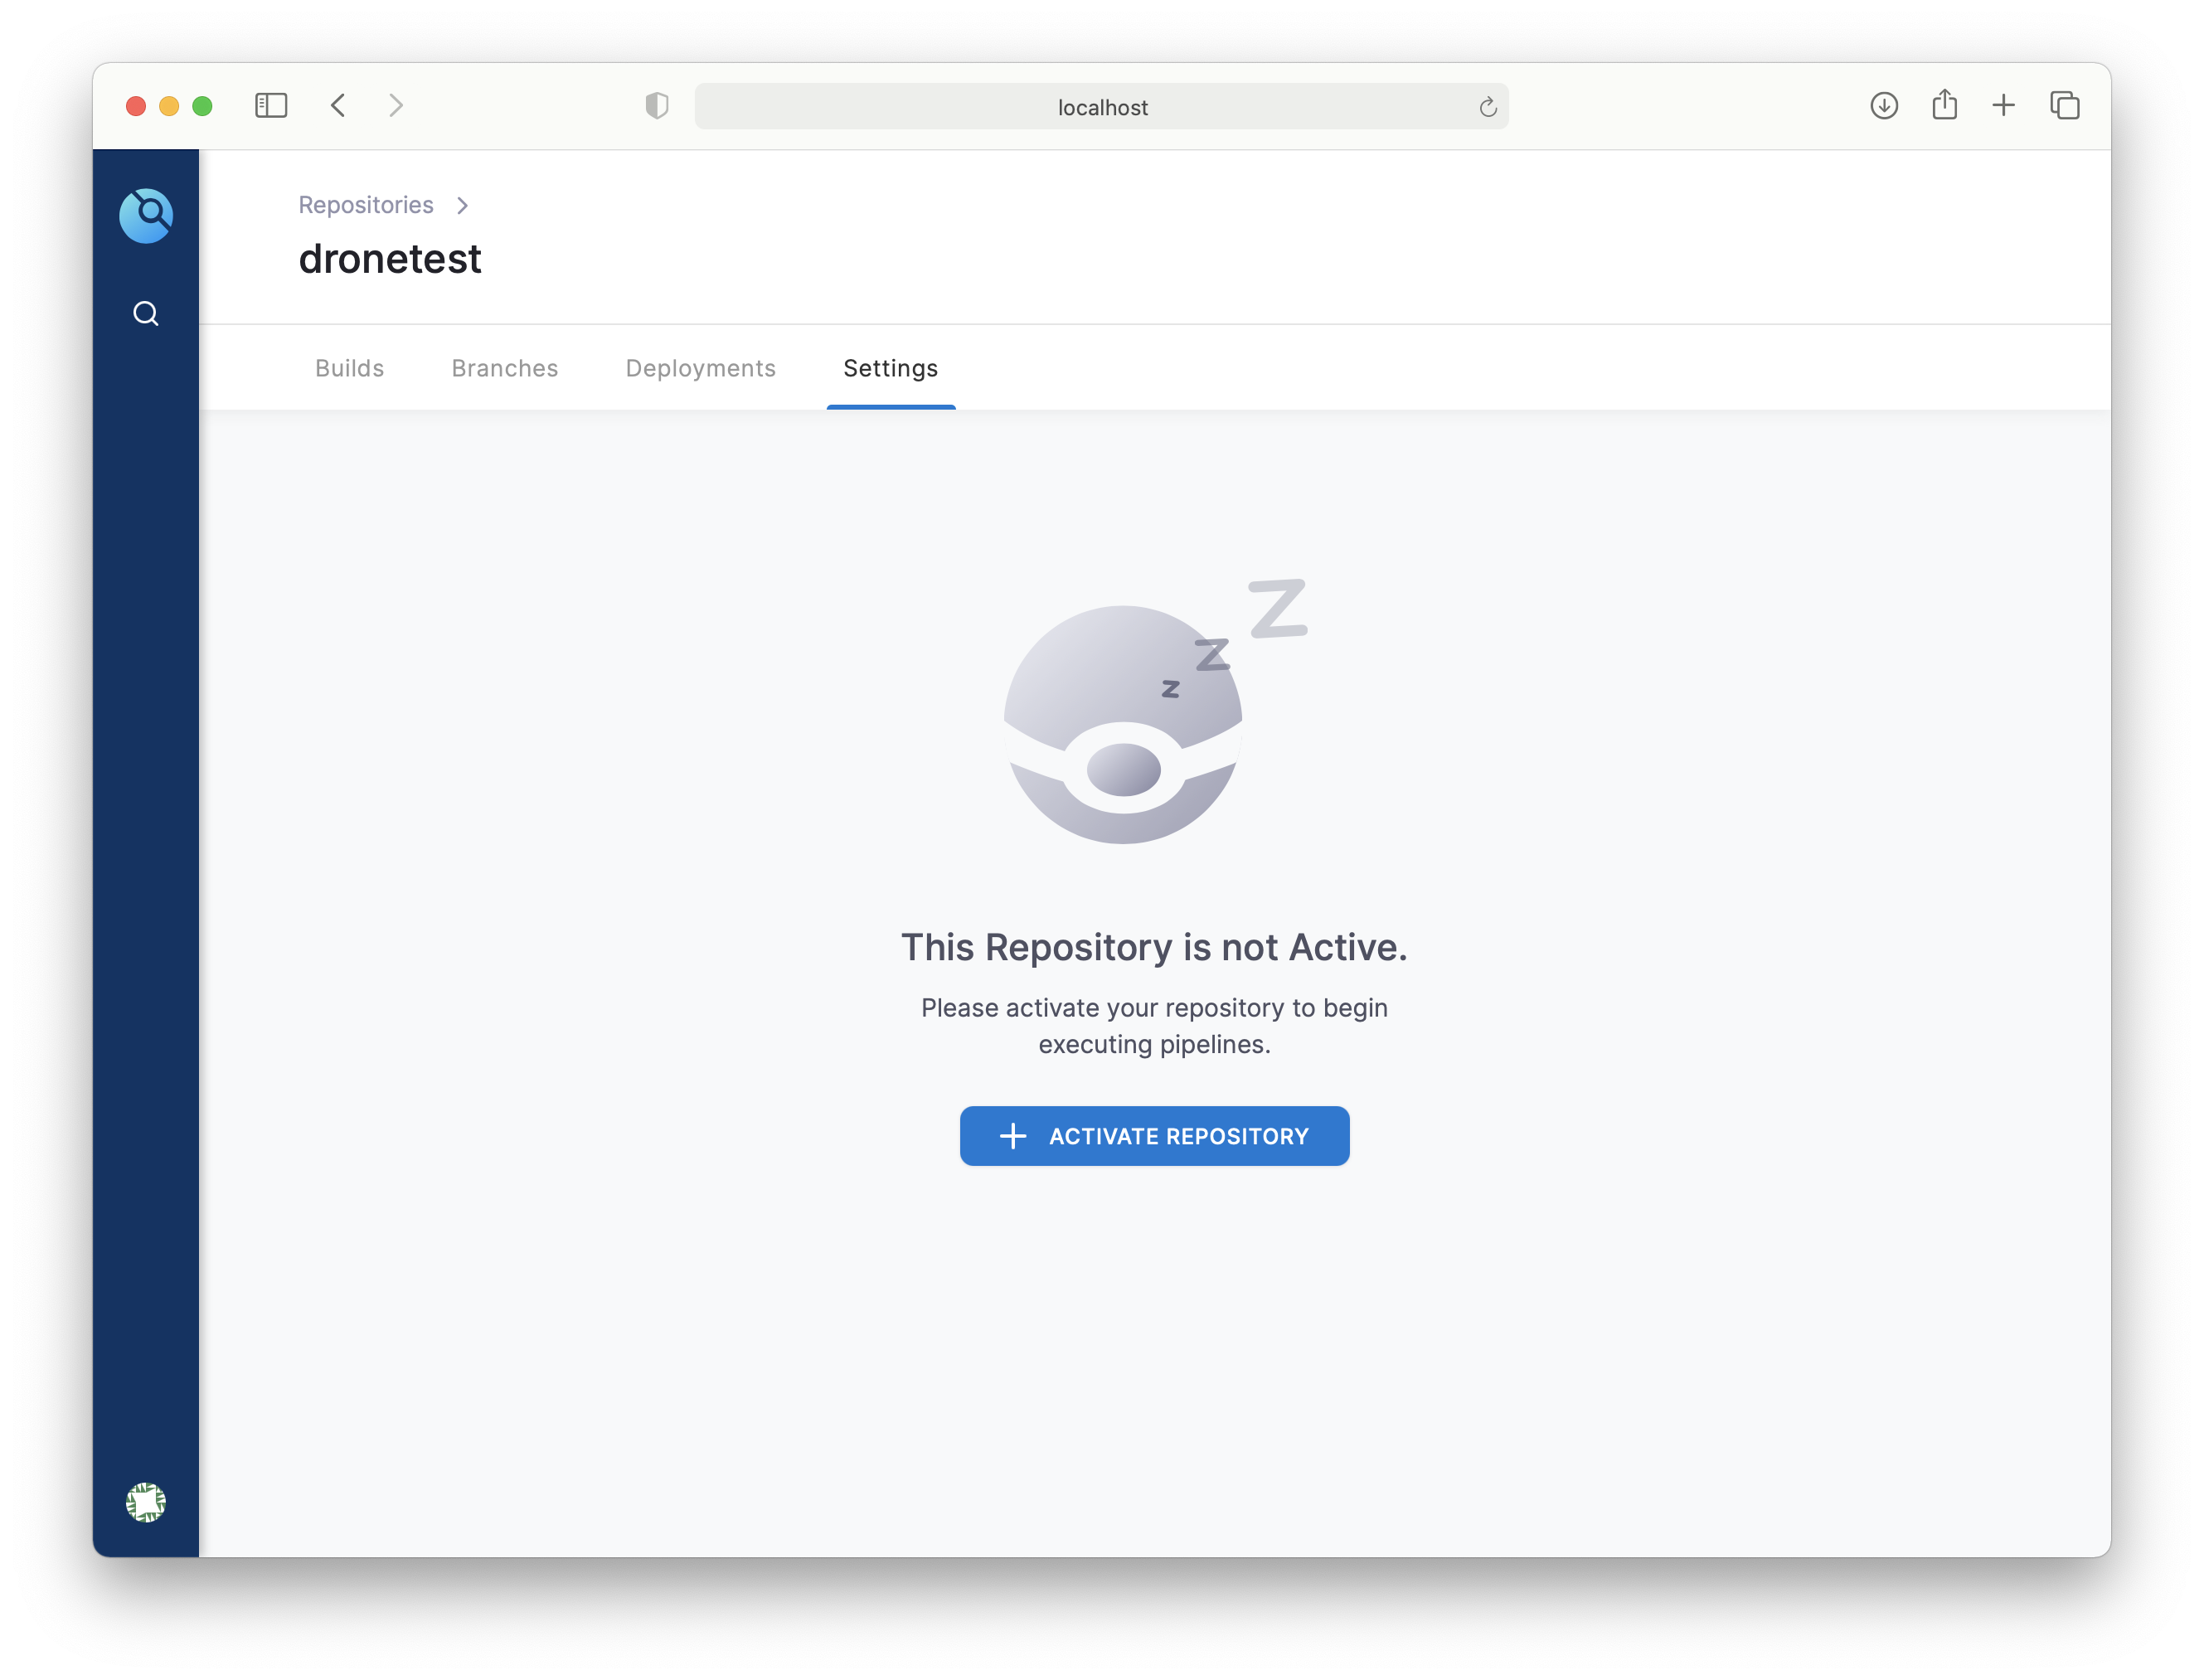 localhost
Repositories
dronetest
Builds Branches Deployments Settings
z
z
z
This Repository is not Active.
Please activate your repository to begin
executing pipelines.
ACTIVATE REPOSITORY